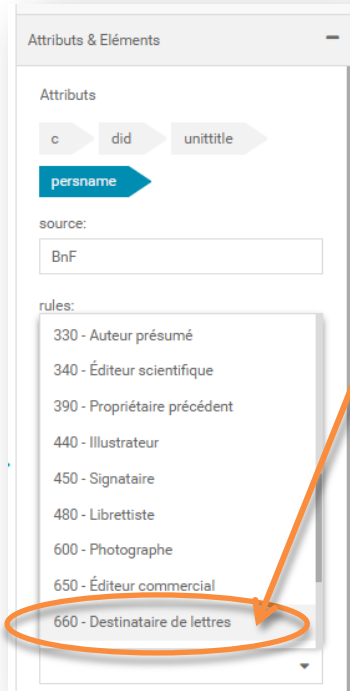 Attributs & Eléments
Attributs
c did unittitle
persname
source:
BnF
rules:
330 - Auteur présumé
340 - Éditeur scientifique
390 - Propriétaire précédent
440 - Illustrateur
450 - Signataire
480 - Librettiste
600 - Photographe
650 - Éditeur commercial
660 - Destinataire de lettres